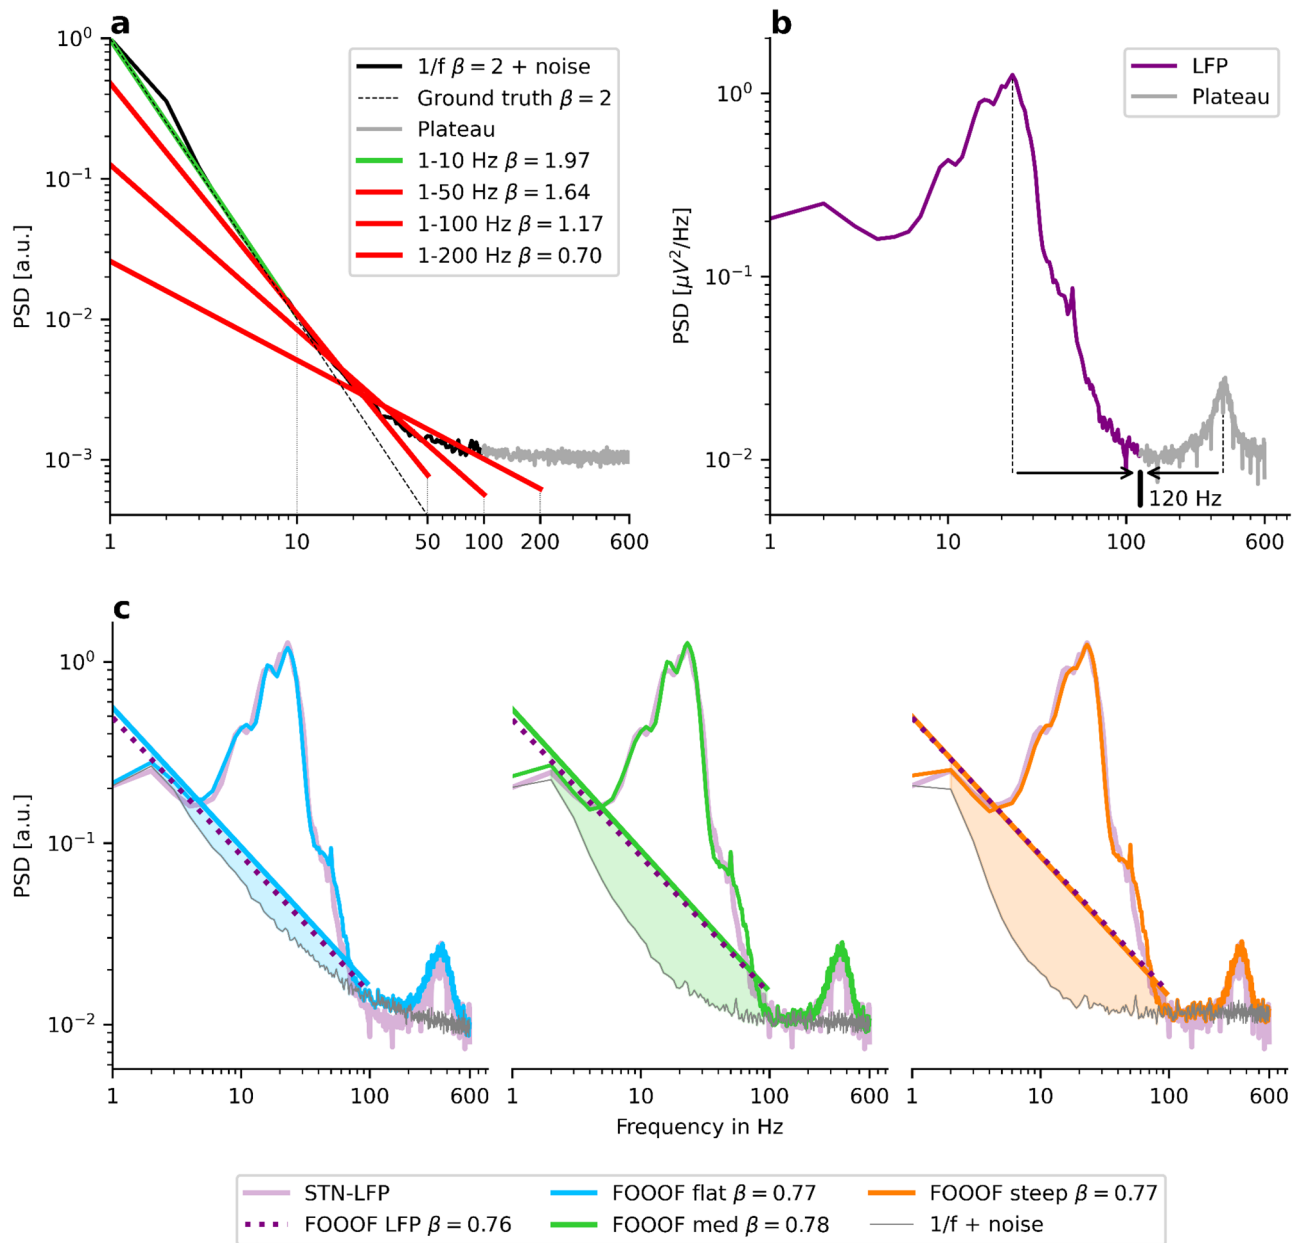 a
PSD [a.u.]
10⁰
10⁻¹
10⁻²
10⁻³
1/f β = 2 + noise
Ground truth β = 2
Plateau
1-10 Hz β = 1.97
1-50 Hz β = 1.64
1-100 Hz β = 1.17
1-200 Hz β = 0.70
1 10 50 100 200 600
b
PSD [μV²/Hz]
10⁰
10⁻¹
10⁻²
LFP
Plateau
120 Hz
1 10 100 600
c
PSD [a.u.]
10⁰
10⁻¹
10⁻²
1 10 100 600 1 10 100 600 1 10 100 600
Frequency in Hz
STN-LFP
FOOOF LFP β = 0.76
FOOOF flat β = 0.77
FOOOF med β = 0.78
FOOOF steep β = 0.77
1/f + noise